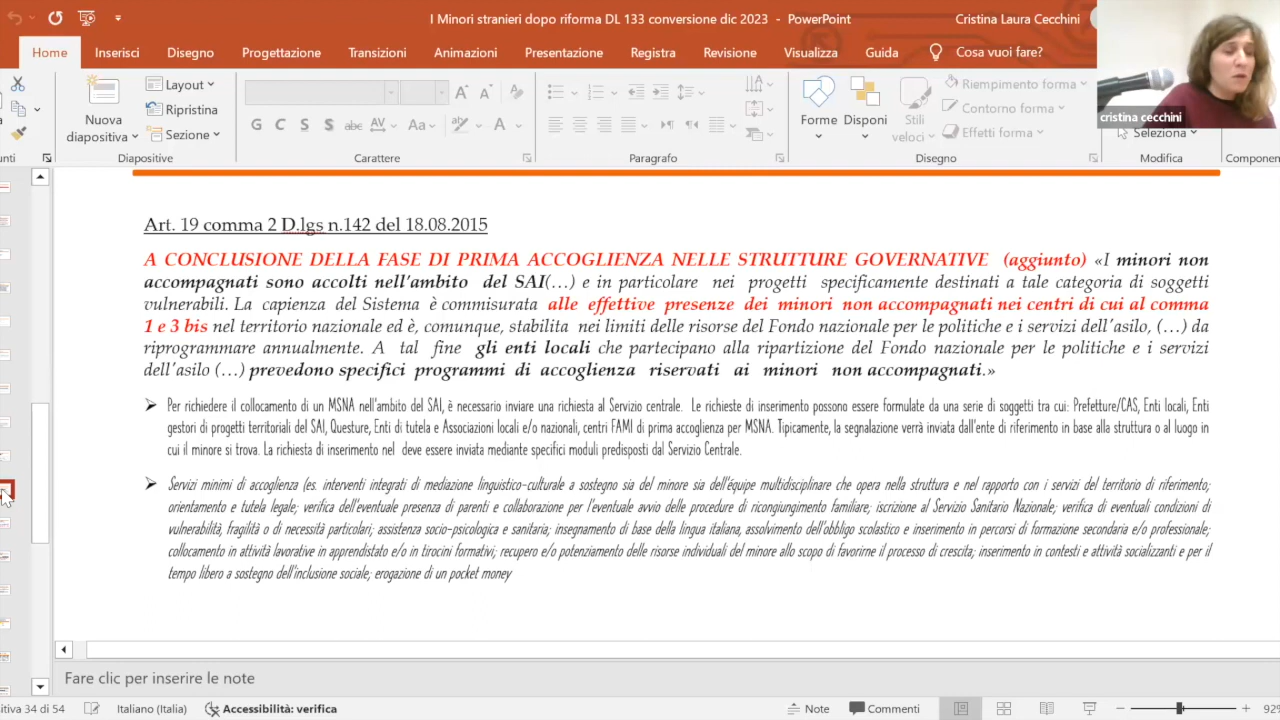 I Minori stranieri dopo riforma DL 133 conversione dic 2023 - PowerPoint
Cristina Laura Cecchini
Home Inserisci Disegno Progettazione Transizioni Animazioni Presentazione Registra Revisione Visualizza Guida Cosa vuoi fare?
cristina cecchini
Nuova diapositiva
Layout
Ripristina
Sezione
G C S S abc AV Aa A
Forme Disponi Stili veloci
Riempimento forma
Contorno forma
Effetti forma
Seleziona
Diapositive Carattere Paragrafo Disegno Modifica Componen
Art. 19 comma 2 D.lgs n.142 del 18.08.2015
A CONCLUSIONE DELLA FASE DI PRIMA ACCOGLIENZA NELLE STRUTTURE GOVERNATIVE (aggiunto) «I minori non
accompagnati sono accolti nell'ambito del SAI(…) e in particolare nei progetti specificamente destinati a tale categoria di soggetti
vulnerabili. La capienza del Sistema è commisurata alle effettive presenze dei minori non accompagnati nei centri di cui al comma
1 e 3 bis nel territorio nazionale ed è, comunque, stabilita nei limiti delle risorse del Fondo nazionale per le politiche e i servizi dell'asilo, (…) da
riprogrammare annualmente. A tal fine gli enti locali che partecipano alla ripartizione del Fondo nazionale per le politiche e i servizi
dell'asilo (…) prevedono specifici programmi di accoglienza riservati ai minori non accompagnati.»
➢ Per richiedere il collocamento di un MSNA nell'ambito del SAI, è necessario inviare una richiesta al Servizio centrale. Le richieste di inserimento possono essere formulate da una serie di soggetti tra cui: Prefetture/CAS, Enti locali, Enti
gestori di progetti territoriali del SAI, Questure, Enti di tutela e Associazioni locali e/o nazionali, centri FAMI di prima accoglienza per MSNA. Tipicamente, la segnalazione verrà inviata dall'ente di riferimento in base alla struttura o al luogo in
cui il minore si trova. La richiesta di inserimento nel deve essere inviata mediante specifici moduli predisposti dal Servizio Centrale.
➢ Servizi minimi di accoglienza (es. interventi integrati di mediazione linguistico-culturale a sostegno sia del minore sia dell'équipe multidisciplinare che opera nella struttura e nel rapporto con i servizi del territorio di riferimento;
orientamento e tutela legale; verifica dell'eventuale presenza di parenti e collaborazione per l'eventuale avvio delle procedure di ricongiungimento familiare; iscrizione al Servizio Sanitario Nazionale; verifica di eventuali condizioni di
vulnerabilità, fragilità o di necessità particolari; assistenza socio-psicologica e sanitaria; insegnamento di base della lingua italiana, assolvimento dell'obbligo scolastico e inserimento in percorsi di formazione secondaria e/o professionale;
collocamento in attività lavorative in apprendistato e/o in tirocini formativi; recupero e/o potenziamento delle risorse individuali del minore allo scopo di favorirne il processo di crescita; inserimento in contesti e attività socializzanti e per il
tempo libero a sostegno dell'inclusione sociale; erogazione di un pocket money
Fare clic per inserire le note
sitiva 34 di 54 Italiano (Italia) Accessibilità: verifica Note Commenti 92%